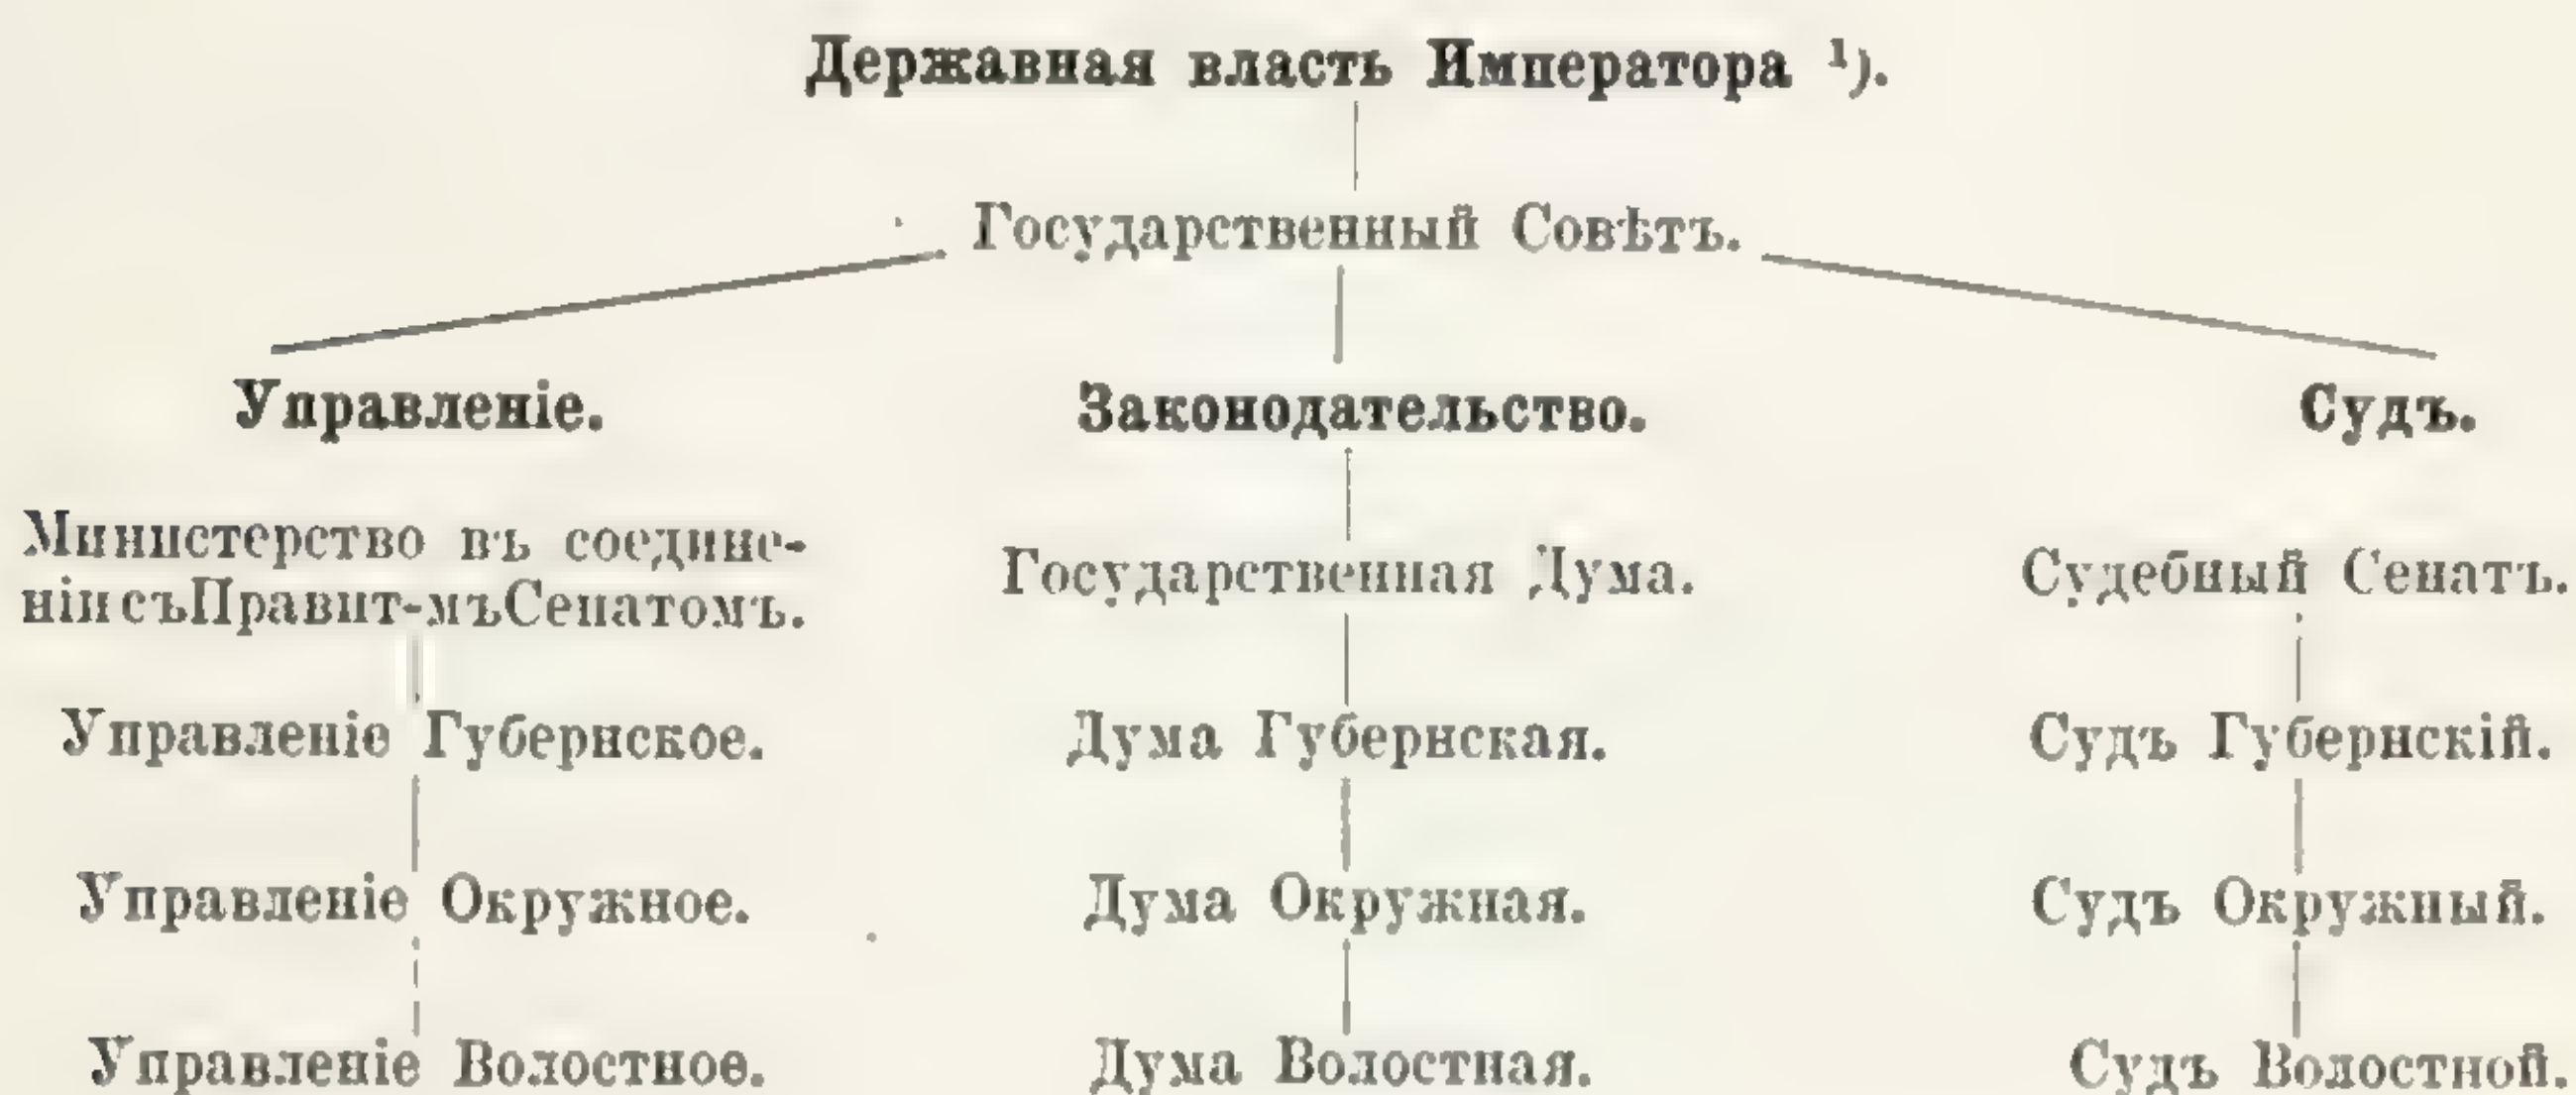 Державная власть Императора ¹).
Государственный Совѣтъ.
Управленіе. Законодательство. Судъ.
Министерство въ соедине-
ніи съ Правит-мъ Сенатомъ.
Государственная Дума. Судебный Сенатъ.
Управленіе Губернское. Дума Губернская. Судъ Губернскій.
Управленіе Окружное. Дума Окружная. Судъ Окружный.
Управленіе Волостное. Дума Волостная. Судъ Волостной.